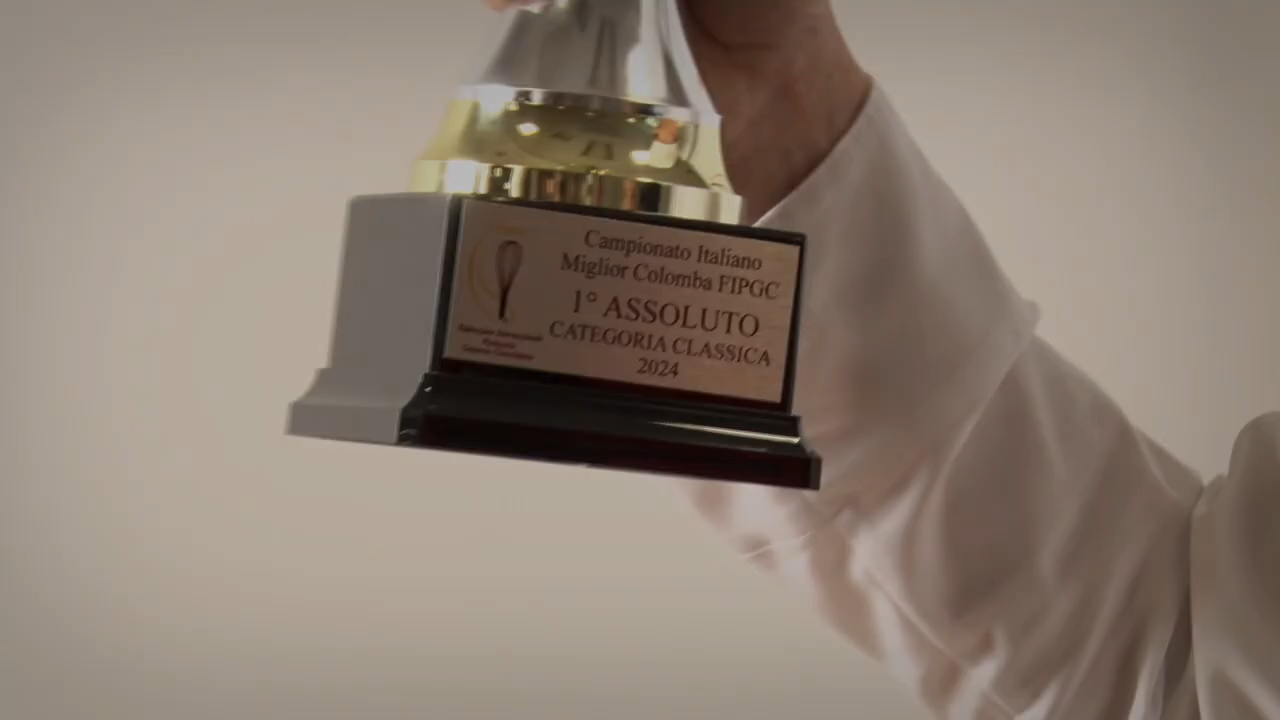 Campionato Italiano
Miglior Colomba FIPGC
1° ASSOLUTO
CATEGORIA CLASSICA
2024